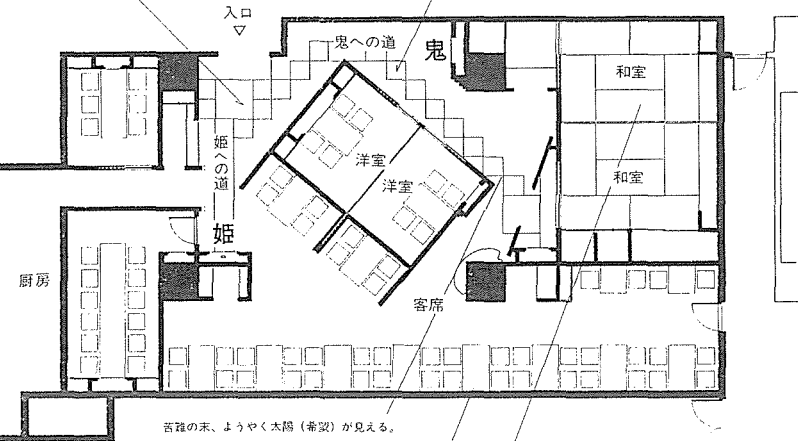 入口
鬼への道
鬼
和室
和室
洋室
洋室
姫への道
姫
厨房
客席
苦難の末、ようやく太陽（希望）が見える。